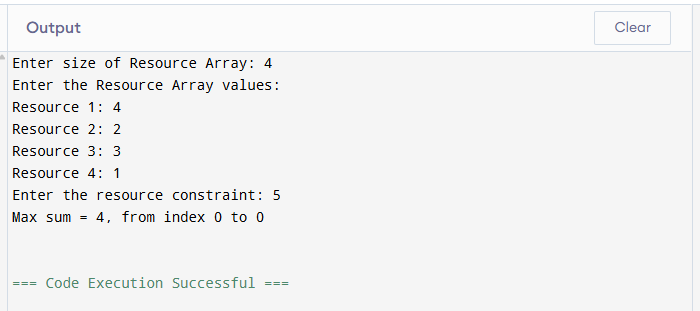 Output
Clear
Enter size of Resource Array: 4
Enter the Resource Array values:
Resource 1: 4
Resource 2: 2
Resource 3: 3
Resource 4: 1
Enter the resource constraint: 5
Max sum = 4, from index 0 to 0
=== Code Execution Successful ===